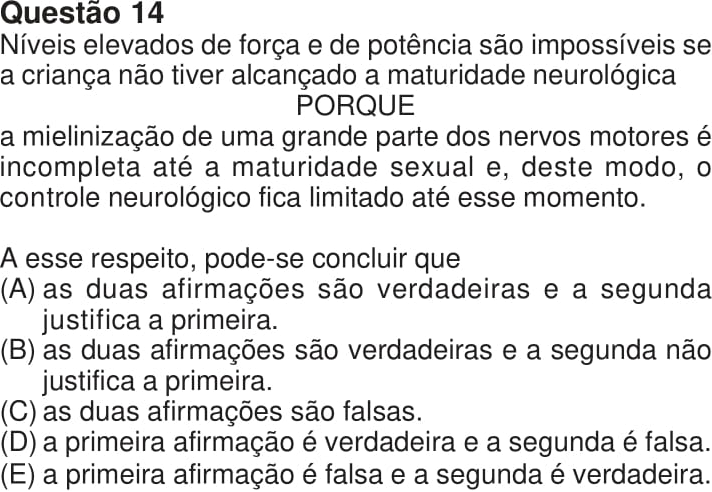 Questão 14
Níveis elevados de força e de potência são impossíveis se
a criança não tiver alcançado a maturidade neurológica
PORQUE
a mielinização de uma grande parte dos nervos motores é
incompleta até a maturidade sexual e, deste modo, o
controle neurológico fica limitado até esse momento.
A esse respeito, pode-se concluir que
(A) as duas afirmações são verdadeiras e a segunda
justifica a primeira.
(B) as duas afirmações são verdadeiras e a segunda não
justifica a primeira.
(C) as duas afirmações são falsas.
(D) a primeira afirmação é verdadeira e a segunda é falsa.
(E) a primeira afirmação é falsa e a segunda é verdadeira.